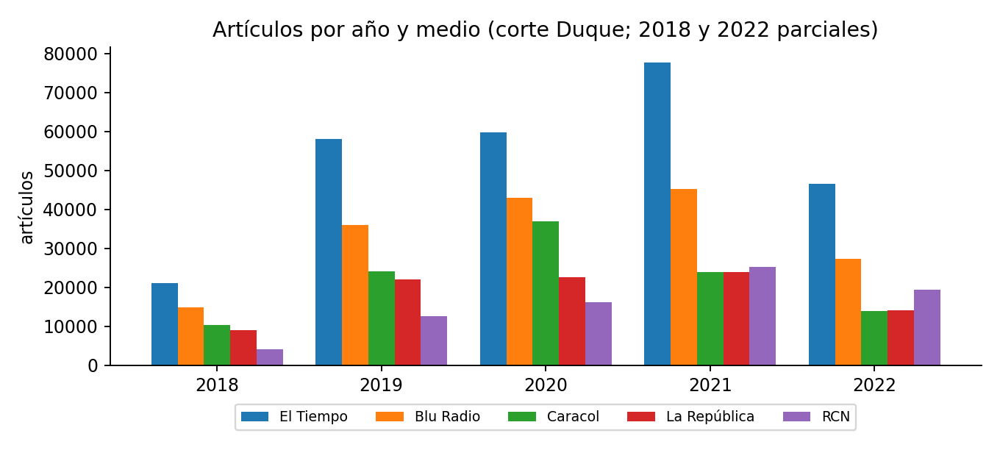 Artículos por año y medio (corte Duque; 2018 y 2022 parciales)
80000
70000
60000
50000
40000
30000
20000
10000
0
artículos
2018 2019 2020 2021 2022
El Tiempo Blu Radio Caracol La República RCN